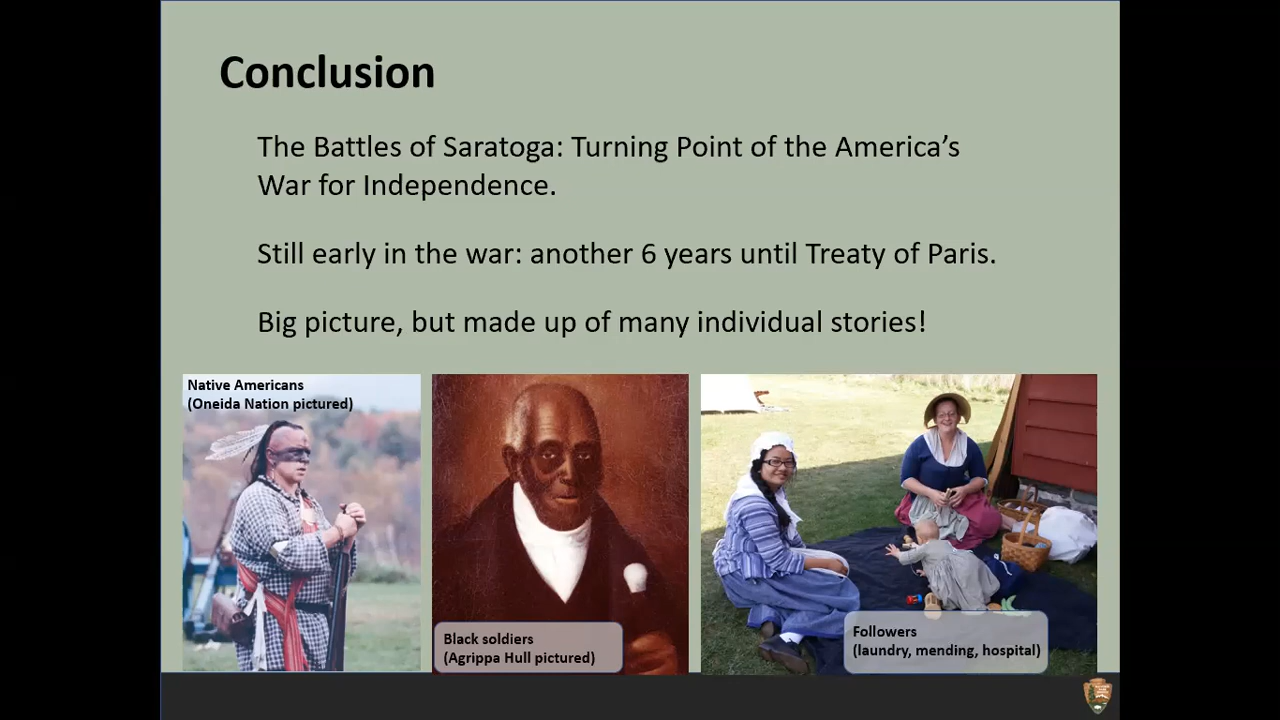 Conclusion
The Battles of Saratoga: Turning Point of the America's
War for Independence.
Still early in the war: another 6 years until Treaty of Paris.
Big picture, but made up of many individual stories!
Native Americans
(Oneida Nation pictured)
Black soldiers
(Agrippa Hull pictured)
Followers
(laundry, mending, hospital)